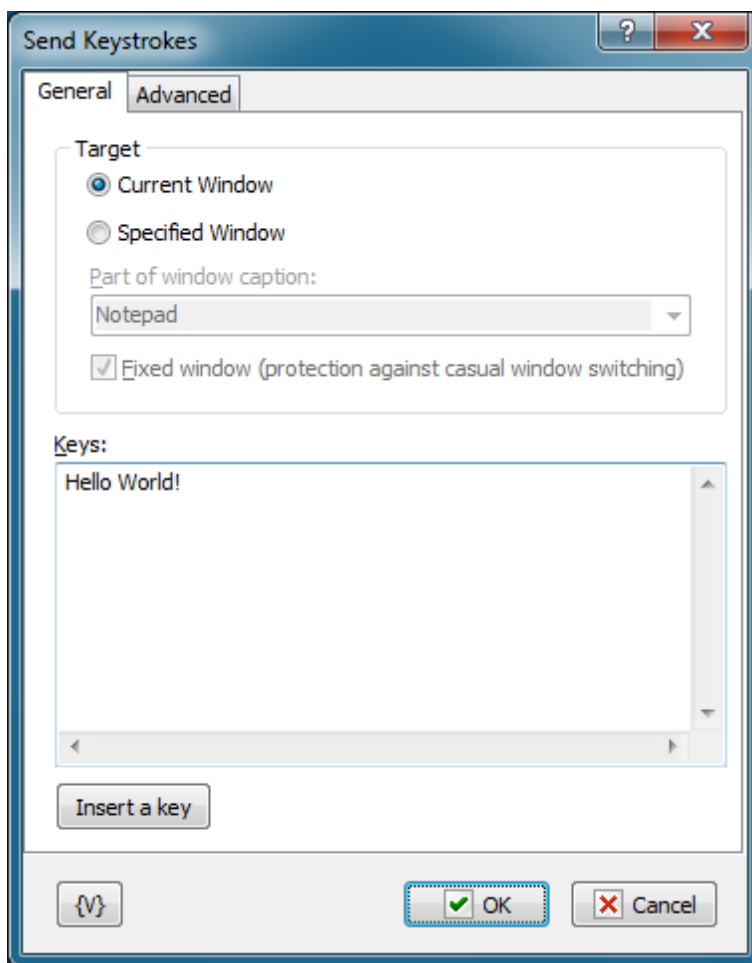 Send Keystrokes
?
General
Advanced
Target
Current Window
Specified Window
Part of window caption:
Notepad
Fixed window (protection against casual window switching)
Keys:
Hello World!
Insert a key
{V}
OK
Cancel